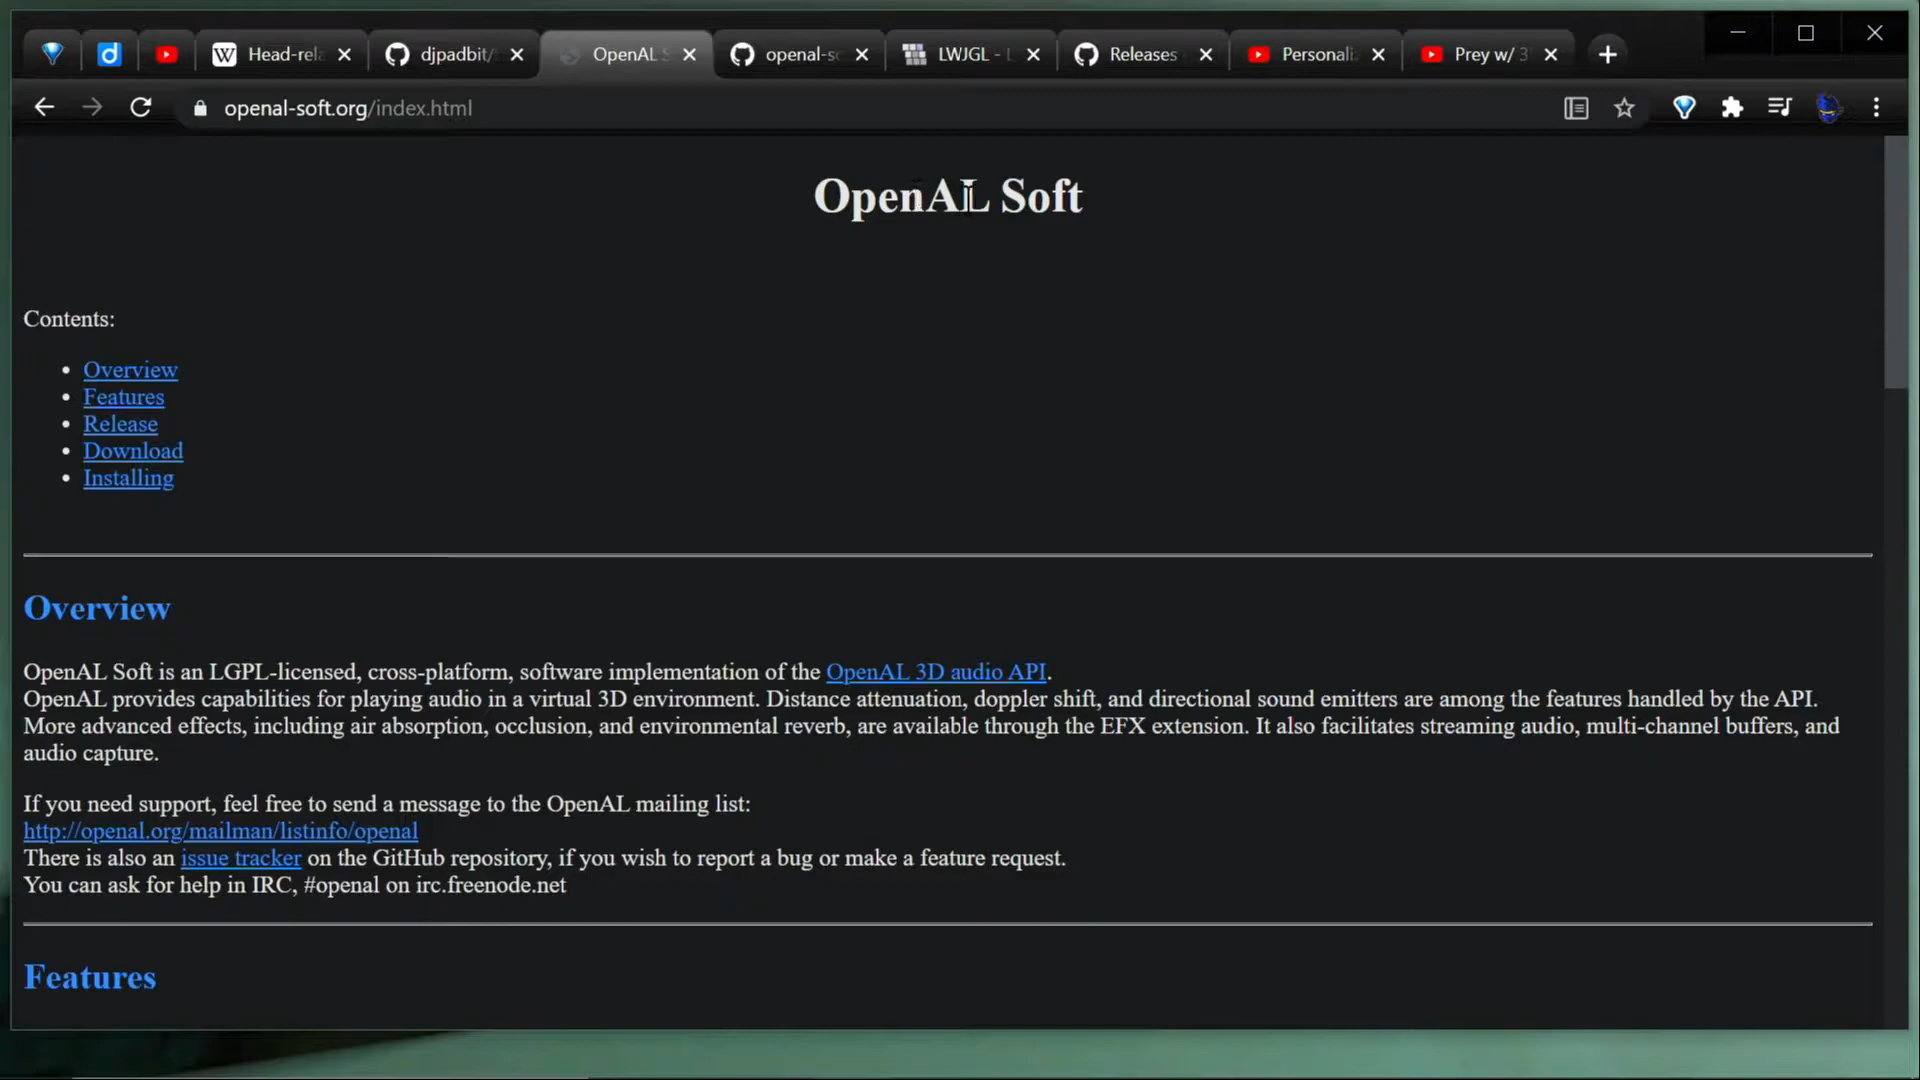 Head-rela
djpadbit/
OpenAL S
openal-so
LWJGL - L
Releases
Personali
Prey w/ 3
openal-soft.org/index.html
OpenAL Soft
Contents:
Overview
Features
Release
Download
Installing
Overview
OpenAL Soft is an LGPL-licensed, cross-platform, software implementation of the OpenAL 3D audio API.
OpenAL provides capabilities for playing audio in a virtual 3D environment. Distance attenuation, doppler shift, and directional sound emitters are among the features handled by the API.
More advanced effects, including air absorption, occlusion, and environmental reverb, are available through the EFX extension. It also facilitates streaming audio, multi-channel buffers, and
audio capture.
If you need support, feel free to send a message to the OpenAL mailing list:
http://openal.org/mailman/listinfo/openal
There is also an issue tracker on the GitHub repository, if you wish to report a bug or make a feature request.
You can ask for help in IRC, #openal on irc.freenode.net
Features